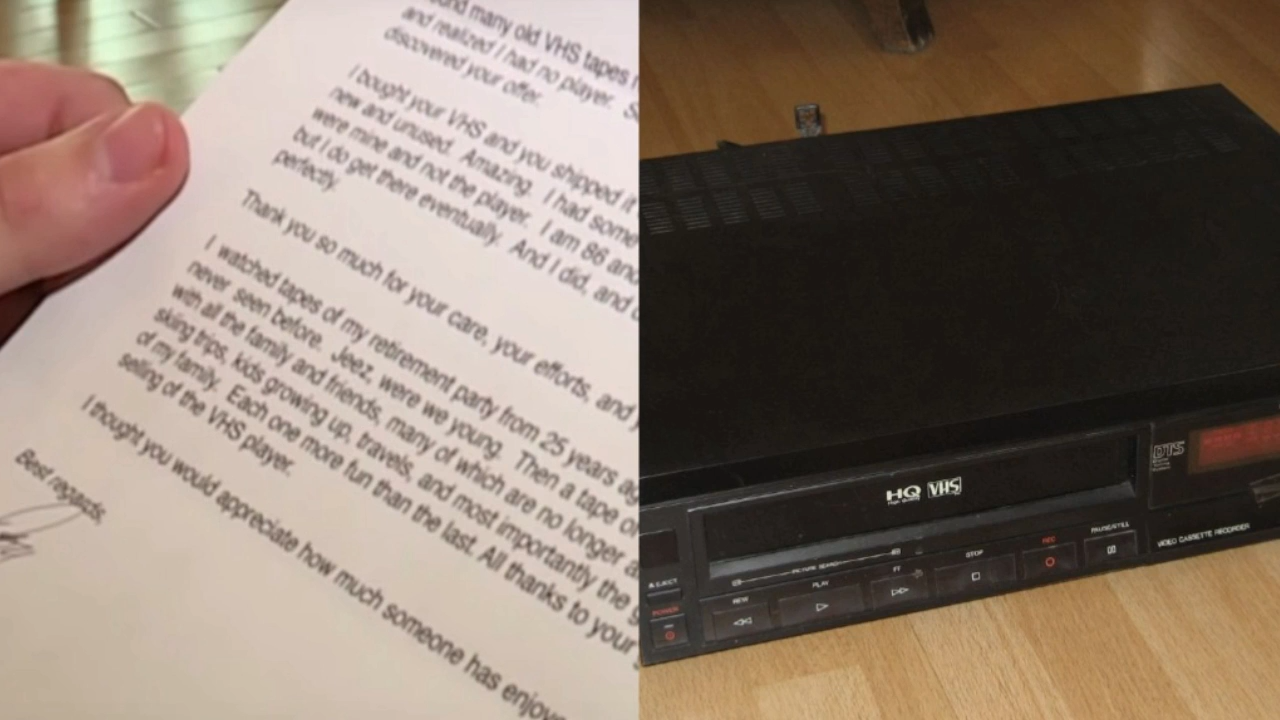 many old VHS tapes
and realized I had no player.
discovered your offer.
I bought your VHS and you shipped it
new and unused. Amazing. I had some
were mine and not the player. I am 86 and
but I do get there eventually. And I did, and
perfectly.
Thank you so much for your care, your efforts, and
I watched tapes of my retirement party from 25 years
never seen before. Jeez, were we young. Then a tape
with all the family and friends, many of which are no longer
skiing trips, kids growing up, travels, and most importantly the
of my family. Each one more fun than the last. All thanks to your
selling of the VHS player.
I thought you would appreciate how much someone has
Best regards,
HQ VHS
DTS
VIDEO CASSETTE RECORDER
PAUSE/STILL
REC
STOP
FF
PLAY
REW
PICTURE SEARCH
EJECT
POWER